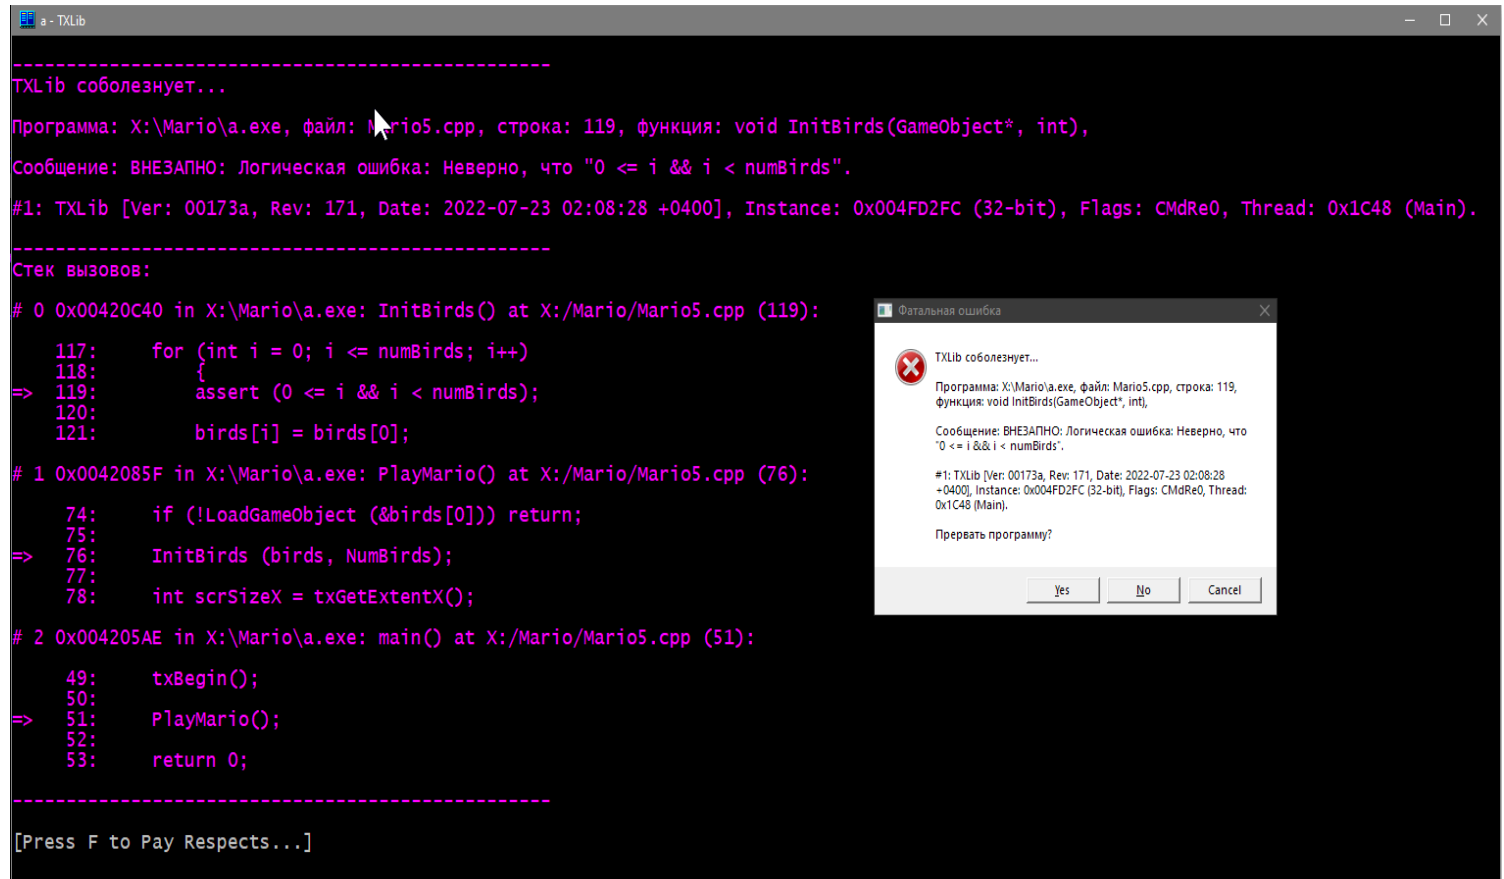 a - TXLib
--------------------------------------------------
TXLib соболезнует...
Программа: X:\Mario\a.exe, файл: Mario5.cpp, строка: 119, функция: void InitBirds(GameObject*, int),
Сообщение: ВНЕЗАПНО: Логическая ошибка: Неверно, что "0 <= i && i < numBirds".
#1: TXLib [Ver: 00173a, Rev: 171, Date: 2022-07-23 02:08:28 +0400], Instance: 0x004FD2FC (32-bit), Flags: CMdRe0, Thread: 0x1C48 (Main).
--------------------------------------------------
Стек вызовов:
# 0 0x00420C40 in X:\Mario\a.exe: InitBirds() at X:/Mario/Mario5.cpp (119):
117: for (int i = 0; i <= numBirds; i++)
118: {
=> 119: assert (0 <= i && i < numBirds);
120:
121: birds[i] = birds[0];
# 1 0x0042085F in X:\Mario\a.exe: PlayMario() at X:/Mario/Mario5.cpp (76):
74: if (!LoadGameObject (&birds[0])) return;
75:
=> 76: InitBirds (birds, NumBirds);
77:
78: int scrSizeX = txGetExtentX();
# 2 0x004205AE in X:\Mario\a.exe: main() at X:/Mario/Mario5.cpp (51):
49: txBegin();
50:
=> 51: PlayMario();
52:
53: return 0;
--------------------------------------------------
[Press F to Pay Respects...]
Фатальная ошибка
TXLib соболезнует...
Программа: X:\Mario\a.exe, файл: Mario5.cpp, строка: 119,
функция: void InitBirds(GameObject*, int),
Сообщение: ВНЕЗАПНО: Логическая ошибка: Неверно, что
"0 <= i && i < numBirds".
#1: TXLib [Ver: 00173a, Rev: 171, Date: 2022-07-23 02:08:28
+0400], Instance: 0x004FD2FC (32-bit), Flags: CMdRe0, Thread:
0x1C48 (Main).
Прервать программу?
Yes No Cancel